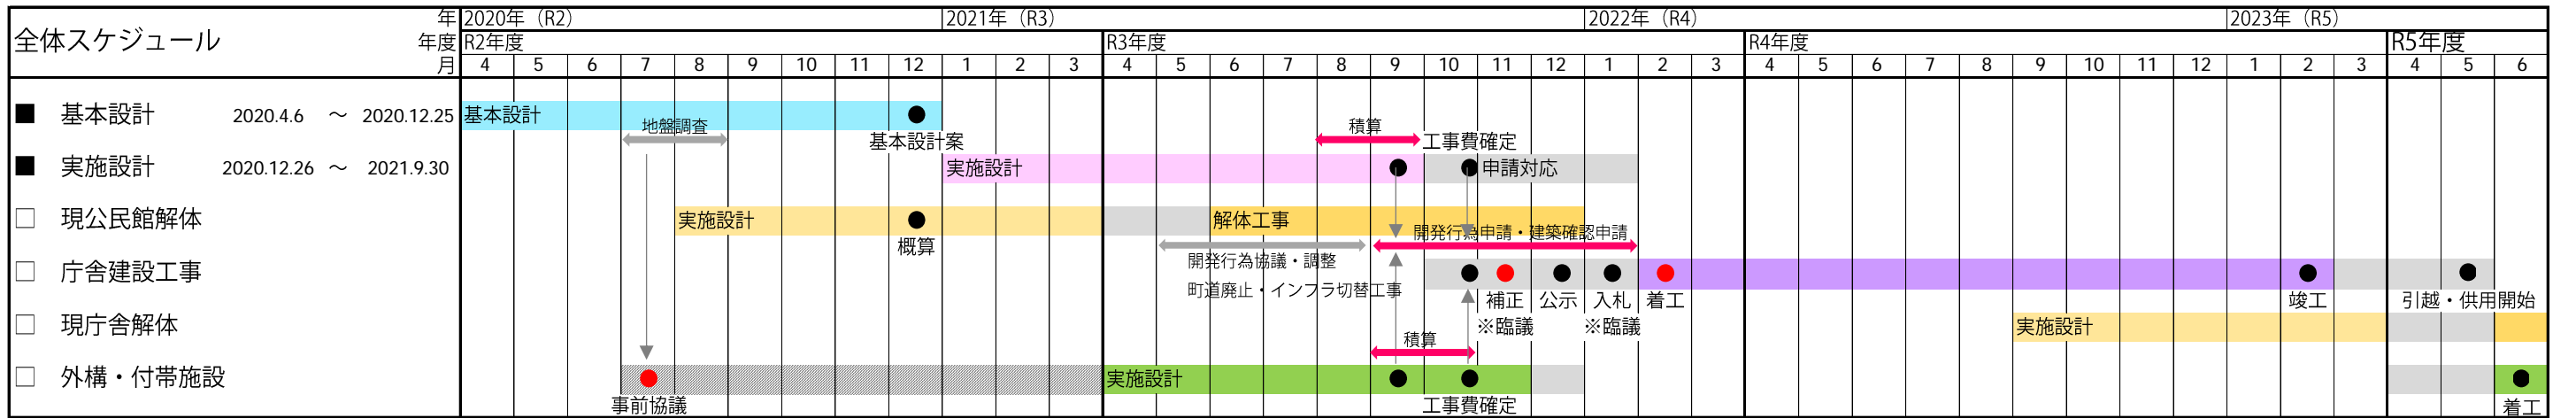 全体スケジュール
年 2020年（R2） 2021年（R3） 2022年（R4） 2023年（R5）
年度 R2年度 R3年度 R4年度 R5年度
月 4 5 6 7 8 9 10 11 12 1 2 3 4 5 6 7 8 9 10 11 12 1 2 3 4 5 6 7 8 9 10 11 12 1 2 3 4 5 6
■ 基本設計 2020.4.6 ～ 2020.12.25 基本設計
地盤調査 積算
基本設計案 工事費確定
■ 実施設計 2020.12.26 ～ 2021.9.30 実施設計 申請対応
□ 現公民館解体 実施設計 解体工事
開発行為申請・建築確認申請
概算
開発行為協議・調整
□ 庁舎建設工事
町道廃止・インフラ切替工事
補正 公示 入札 着工 竣工 引越・供用開始
□ 現庁舎解体 ※臨議 ※臨議 実施設計
積算
□ 外構・付帯施設 実施設計
事前協議 工事費確定 着工